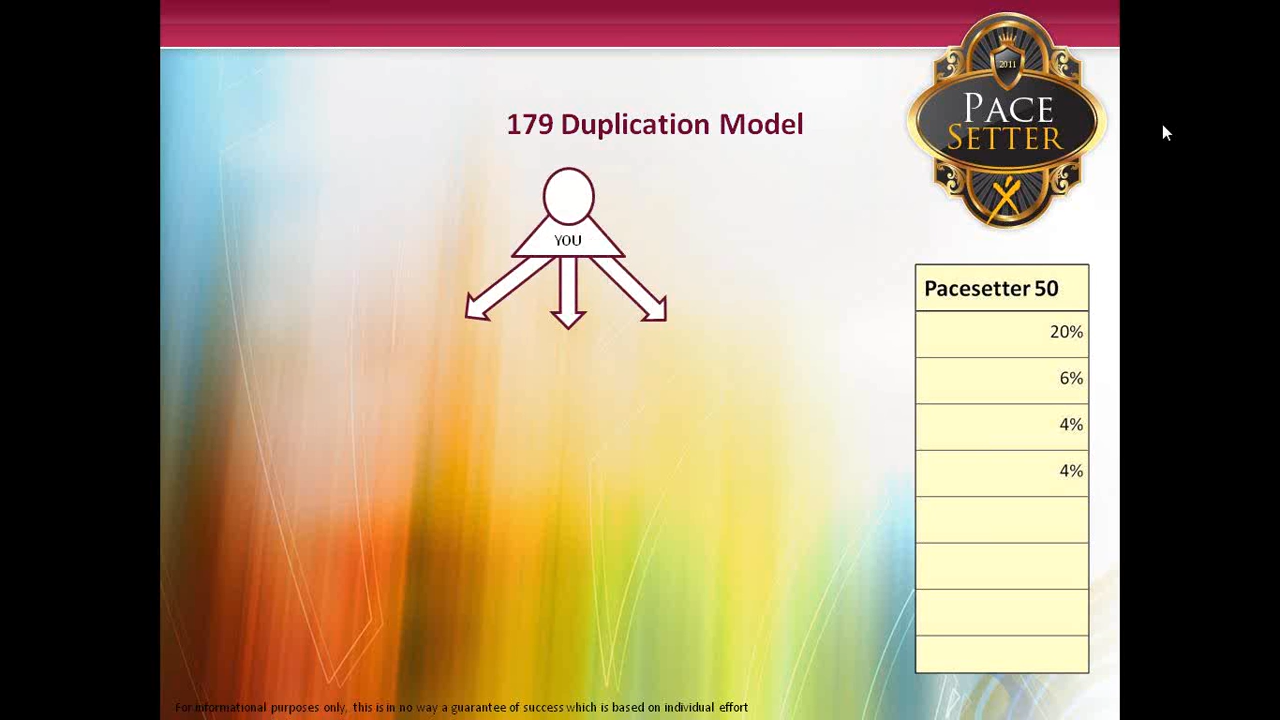 179 Duplication Model
2011
PACE
SETTER
YOU
Pacesetter 50
20%
6%
4%
4%
For informational purposes only, this is in no way a guarantee of success which is based on individual effort